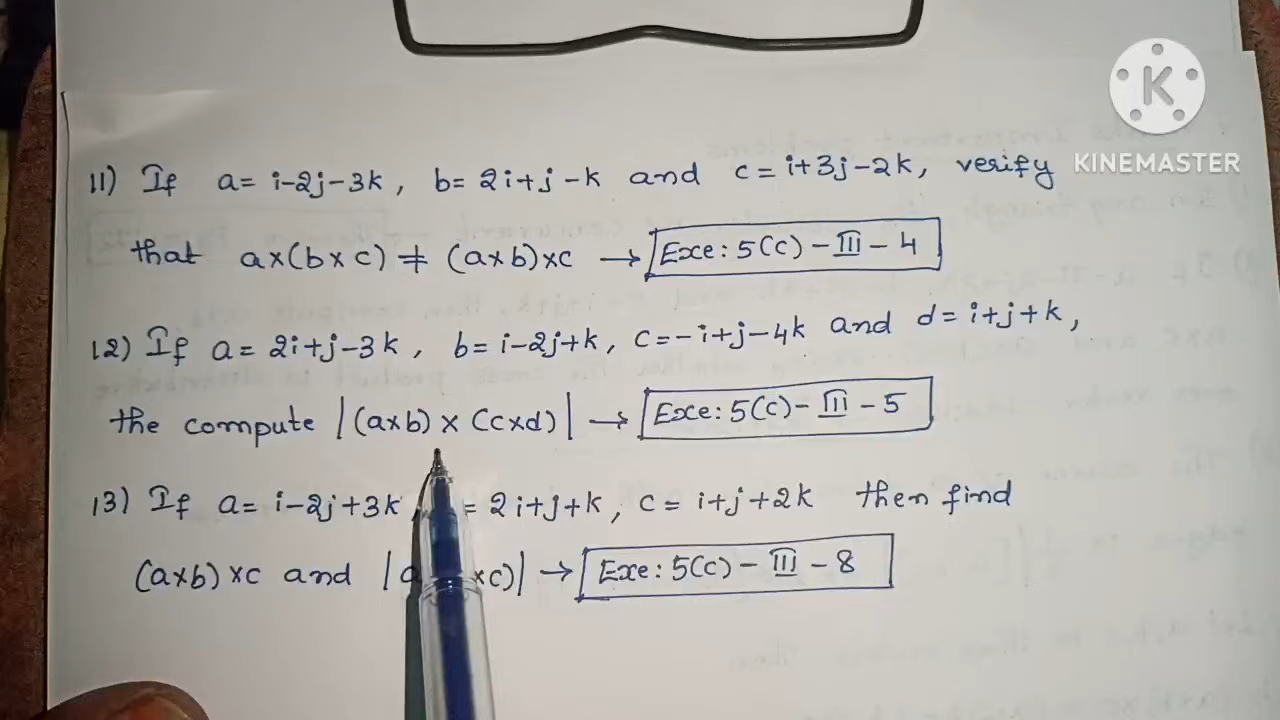 K
KINEMASTER
11) If a = i-2j-3k, b = 2i+j-k and c = i+3j-2k, verify
that a×(b×c) ≠ (a×b)×c → Exe: 5(c) - III - 4
12) If a = 2i+j-3k, b = i-2j+k, c = -i+j-4k and d = i+j+k,
the compute |(a×b) × (c×d)| → Exe: 5(c) - III - 5
13) If a = i-2j+3k, = 2i+j+k, c = i+j+2k then find
(a×b)×c and |a ×c)| → Exe: 5(c) - III - 8